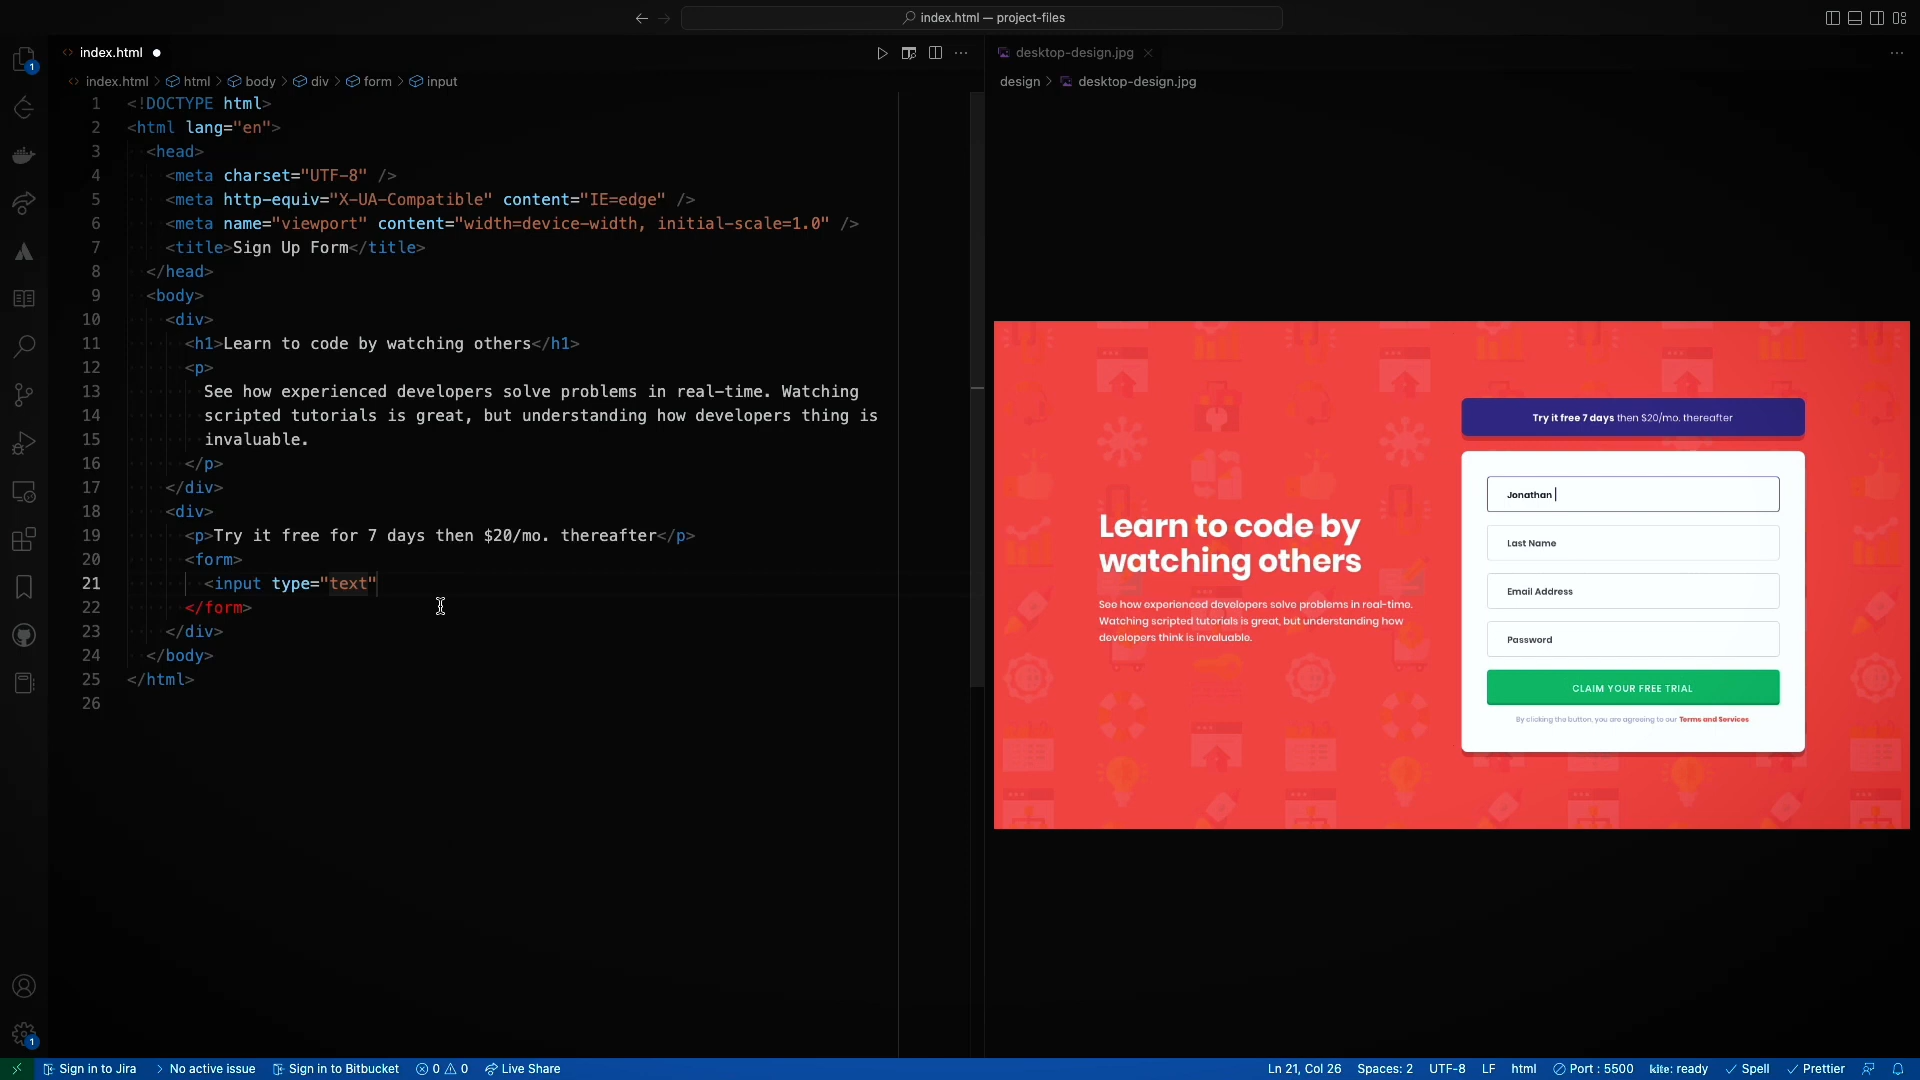 index.html — project-files
index.html
index.html > html > body > div > form > input
1 <!DOCTYPE html>
2 <html lang="en">
3 <head>
4 <meta charset="UTF-8" />
5 <meta http-equiv="X-UA-Compatible" content="IE=edge" />
6 <meta name="viewport" content="width=device-width, initial-scale=1.0" />
7 <title>Sign Up Form</title>
8 </head>
9 <body>
10 <div>
11 <h1>Learn to code by watching others</h1>
12 <p>
13 See how experienced developers solve problems in real-time. Watching
14 scripted tutorials is great, but understanding how developers thing is
15 invaluable.
16 </p>
17 </div>
18 <div>
19 <p>Try it free for 7 days then $20/mo. thereafter</p>
20 <form>
21 <input type="text"
22 </form>
23 </div>
24 </body>
25 </html>
26
desktop-design.jpg
design > desktop-design.jpg
Learn to code by
watching others
See how experienced developers solve problems in real-time.
Watching scripted tutorials is great, but understanding how
developers think is invaluable.
Try it free 7 days then $20/mo. thereafter
Jonathan
Last Name
Email Address
Password
CLAIM YOUR FREE TRIAL
By clicking the button, you are agreeing to our Terms and Services
1
1
Sign in to Jira
No active issue
Sign in to Bitbucket
0 0
Live Share
Ln 21, Col 26
Spaces: 2
UTF-8
LF
html
Port : 5500
kite: ready
Spell
Prettier